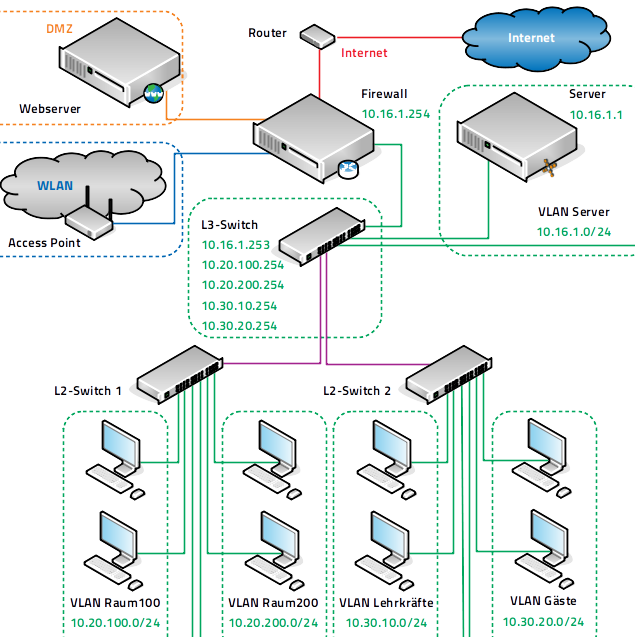 DMZ
Webserver
Router
Internet
Internet
Firewall
10.16.1.254
Server
10.16.1.1
WLAN
Access Point
L3-Switch
10.16.1.253
10.20.100.254
10.20.200.254
10.30.10.254
10.30.20.254
VLAN Server
10.16.1.0/24
L2-Switch 1
L2-Switch 2
VLAN Raum100
10.20.100.0/24
VLAN Raum200
10.20.200.0/24
VLAN Lehrkräfte
10.30.10.0/24
VLAN Gäste
10.30.20.0/24